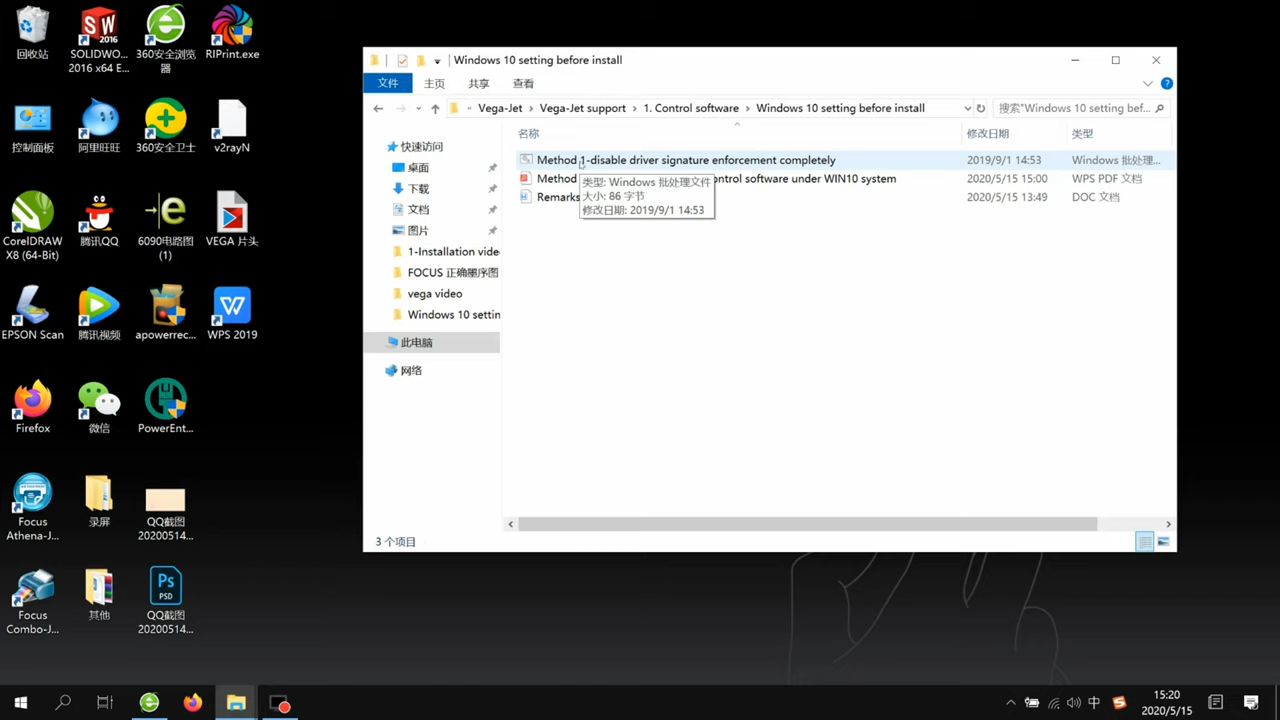 回收站
SOLIDWO...
2016 x64 E...
360安全浏览
器
RIPrint.exe
控制面板
阿里旺旺
360安全卫士
v2rayN
CorelDRAW
X8 (64-Bit)
腾讯QQ
6090电路图
(1)
VEGA 片头
EPSON Scan
腾讯视频
apowerrec...
WPS 2019
Firefox
微信
PowerEnt...
Focus
Athena-J...
录屏
QQ截图
20200514...
Focus
Combo-J...
其他
QQ截图
20200514...
Windows 10 setting before install
文件 主页 共享 查看
Vega-Jet Vega-Jet support 1. Control software Windows 10 setting before install
搜索"Windows 10 setting bef...
快速访问
桌面
下载
文档
图片
1-Installation vide
FOCUS 正确墨序图
vega video
Windows 10 settin
此电脑
网络
名称 修改日期 类型
Method 1-disable driver signature enforcement completely 2019/9/1 14:53 Windows 批处理...
Method ontrol software under WIN10 system 2020/5/15 15:00 WPS PDF 文档
Remarks 2020/5/15 13:49 DOC 文档
类型: Windows 批处理文件
大小: 86 字节
修改日期: 2019/9/1 14:53
3 个项目
中
15:20
2020/5/15